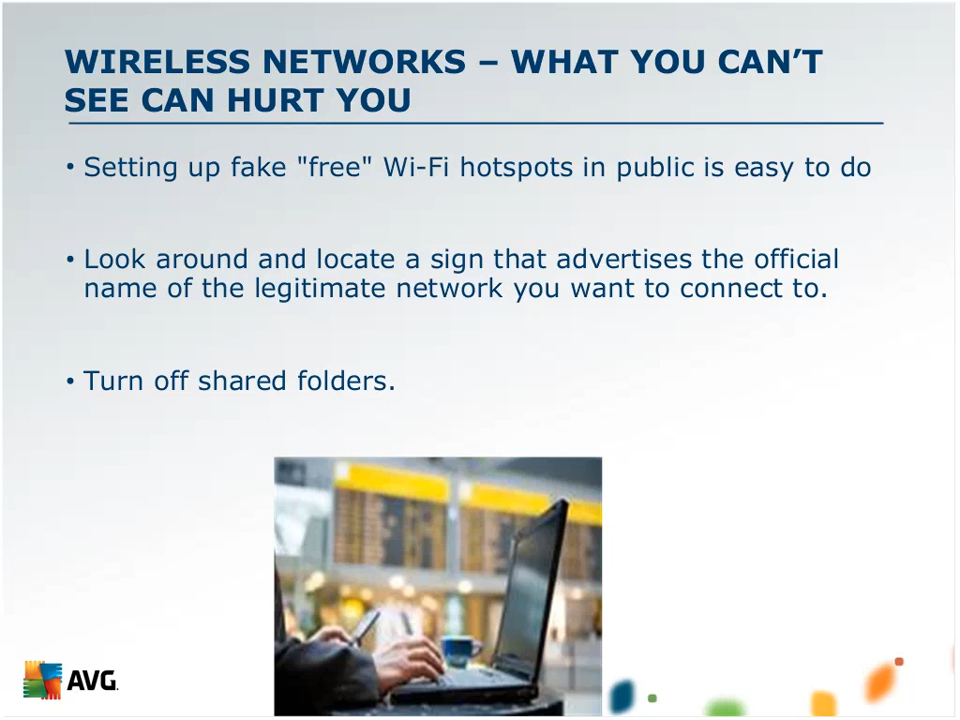 WIRELESS NETWORKS – WHAT YOU CAN’T
SEE CAN HURT YOU
• Setting up fake "free" Wi-Fi hotspots in public is easy to do
• Look around and locate a sign that advertises the official
name of the legitimate network you want to connect to.
• Turn off shared folders.
AVG.